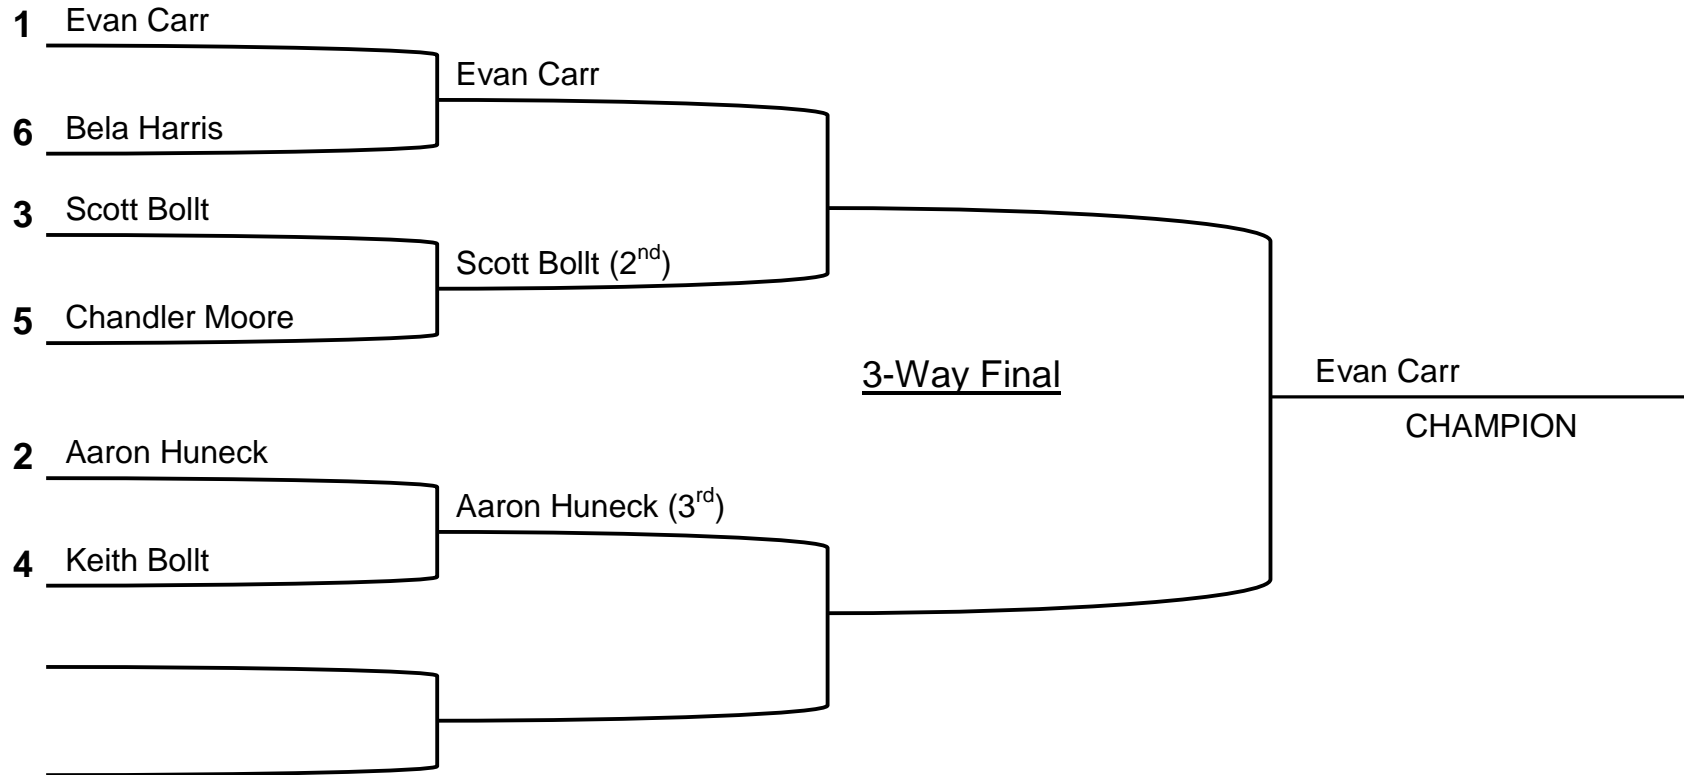 1 Evan Carr
Evan Carr
6 Bela Harris
3 Scott Bollt
Scott Bollt (2nd)
5 Chandler Moore
3-Way Final
Evan Carr
CHAMPION
2 Aaron Huneck
Aaron Huneck (3rd)
4 Keith Bollt